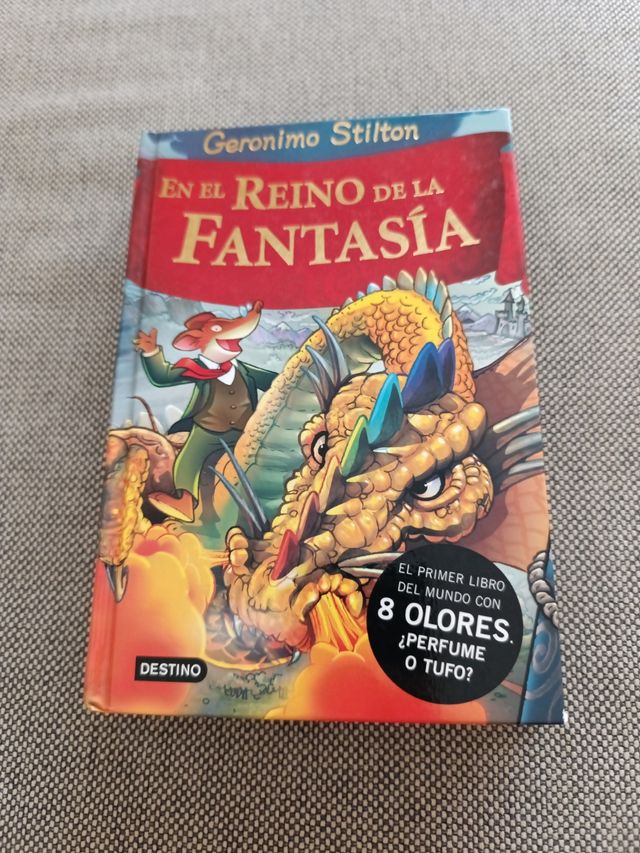 Geronimo Stilton
EN EL REINO DE LA
FANTASÍA
EL PRIMER LIBRO
DEL MUNDO CON
8 OLORES.
¿PERFUME
O TUFO?
DESTINO